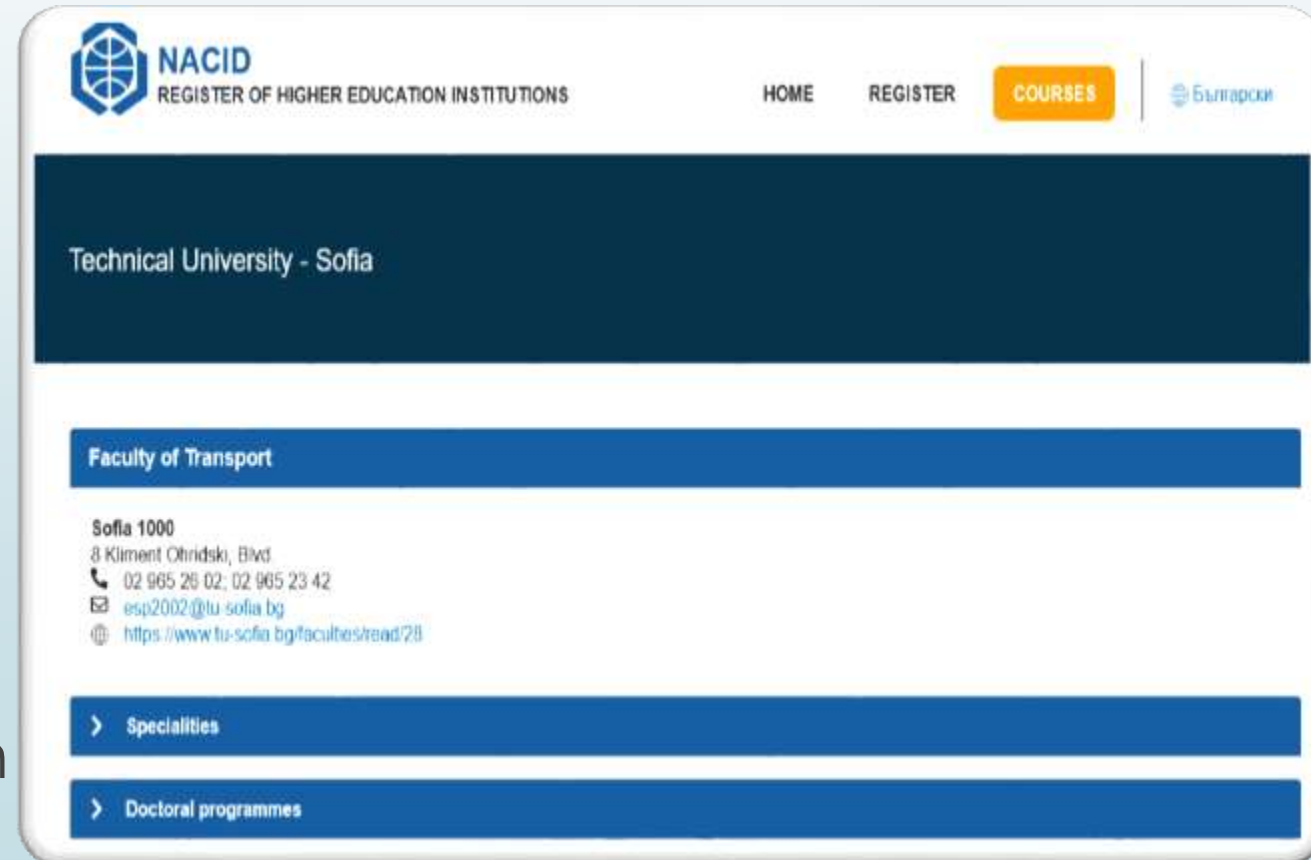 NACID
REGISTER OF HIGHER EDUCATION INSTITUTIONS
HOME REGISTER COURSES Български
Technical University - Sofia
Faculty of Transport
Sofia 1000
8 Kliment Ohridski, Blvd.
02 965 26 02; 02 965 23 42
esp2002@tu-sofia.bg
https://www.tu-sofia.bg/faculties/read/28
Specialities
Doctoral programmes